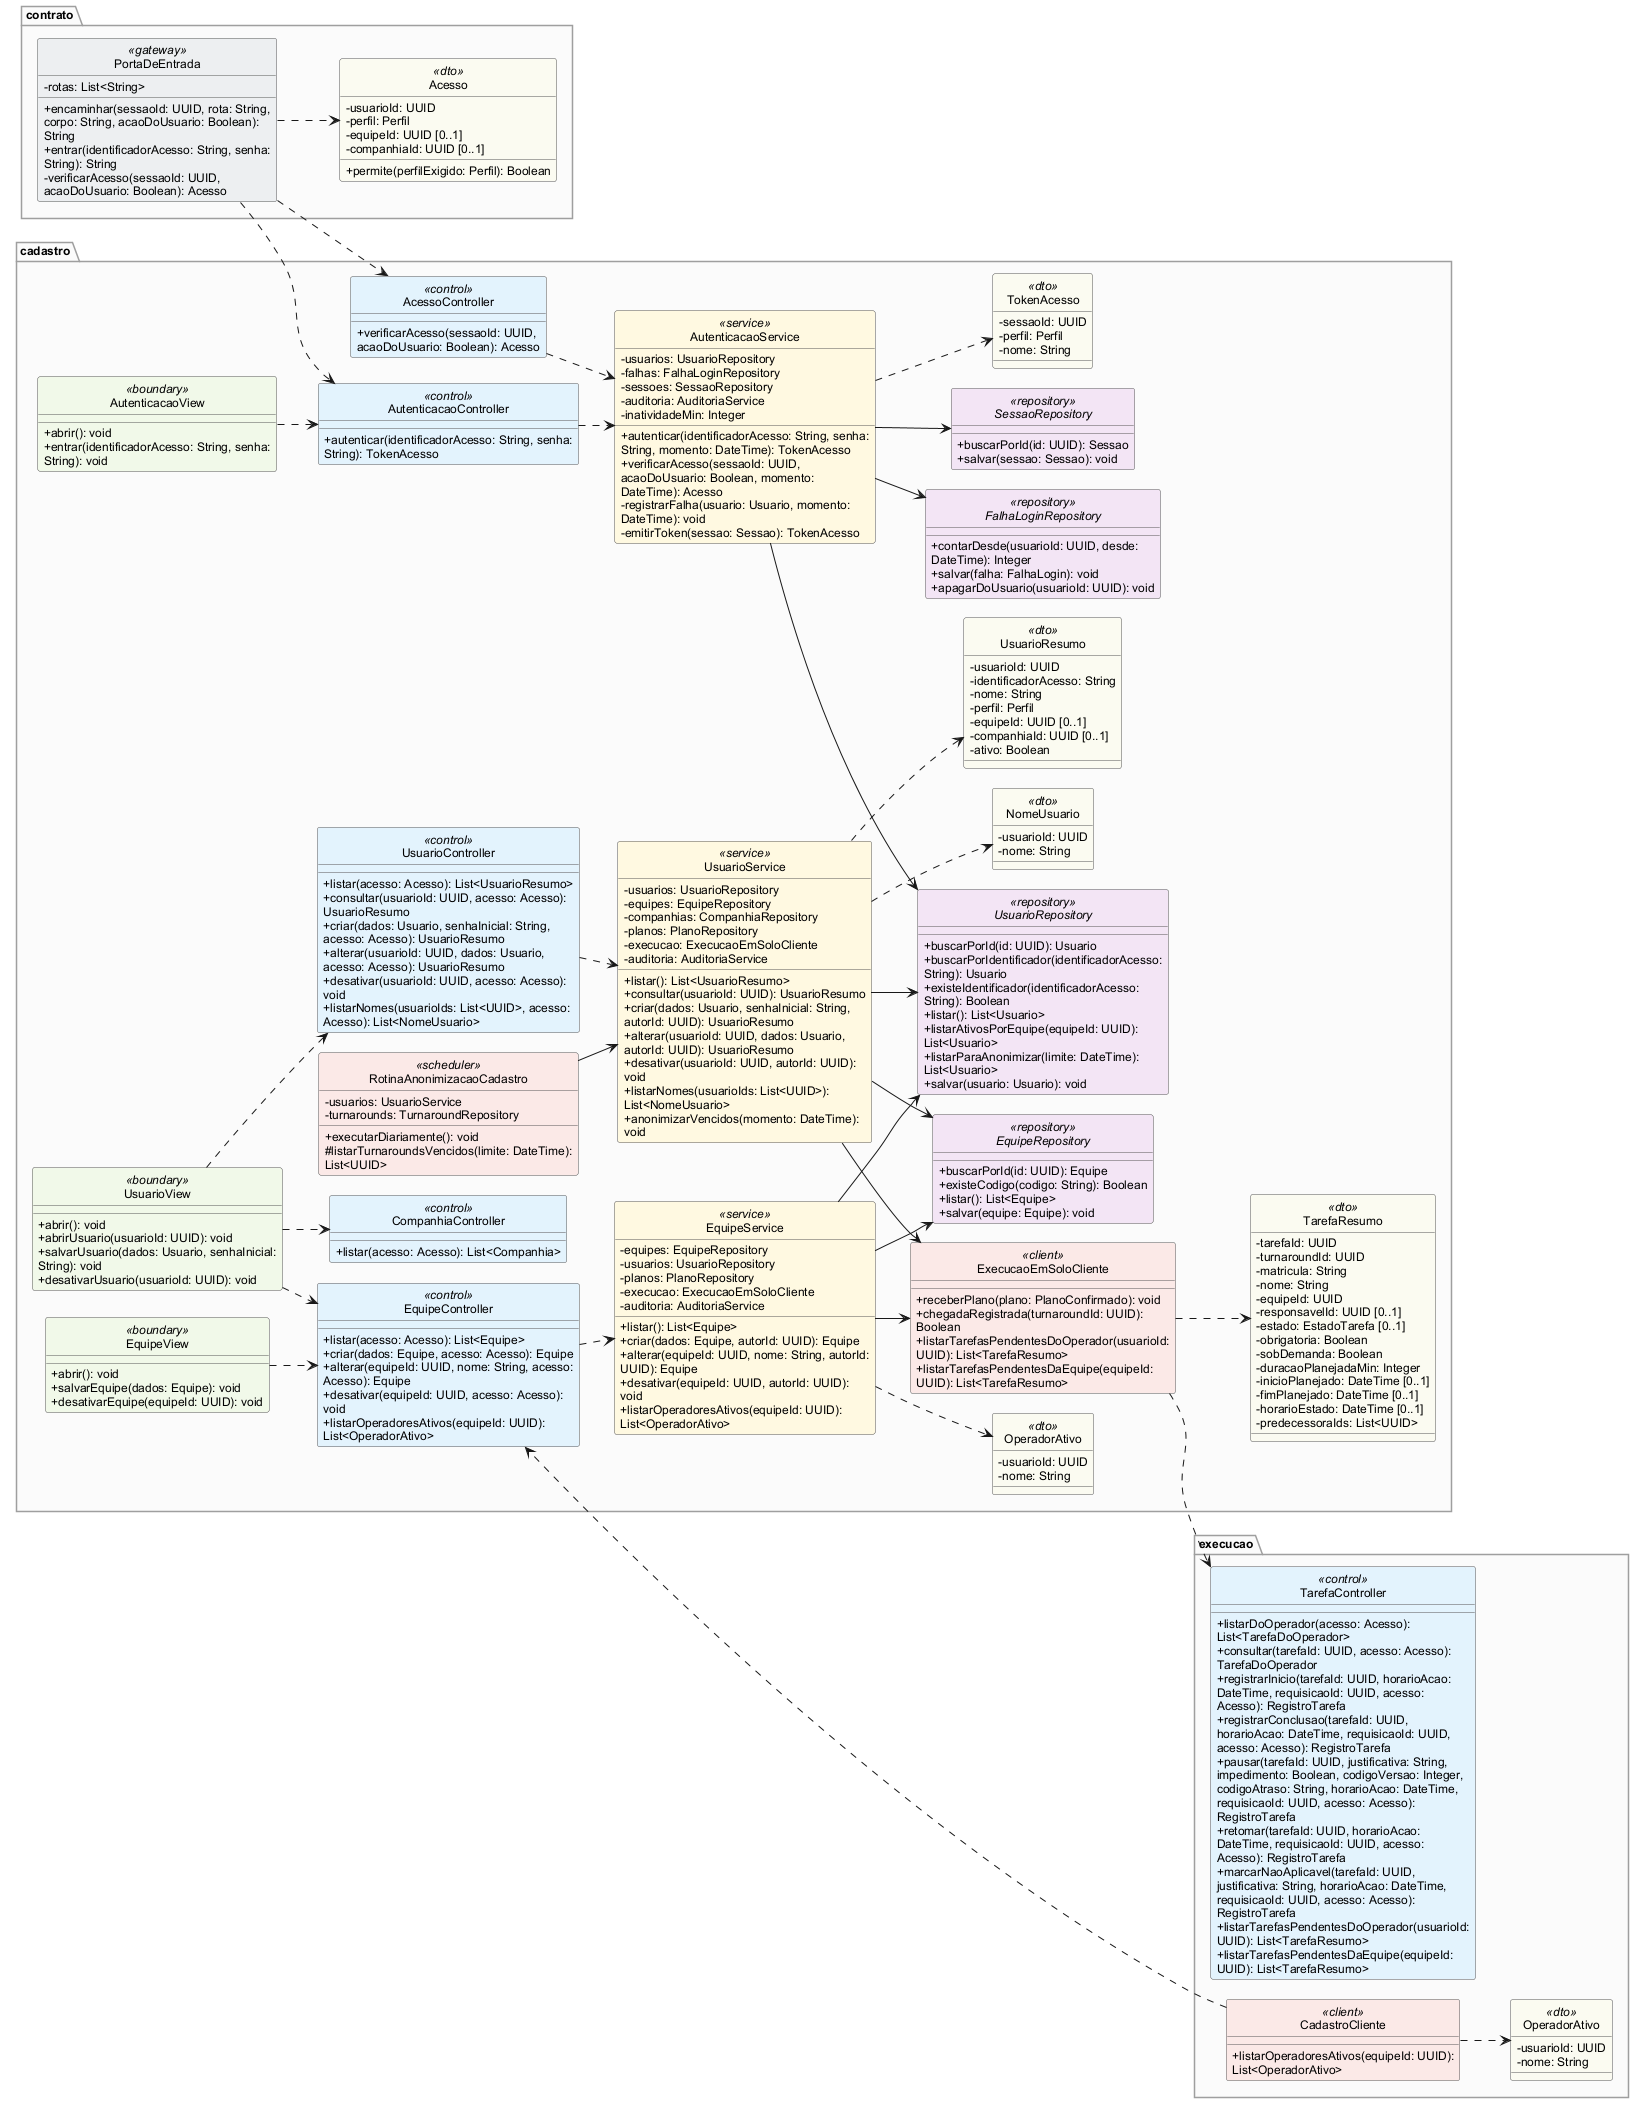 contrato
«gateway»
PortaDeEntrada
-rotas: List<String>
+encaminhar(sessaoId: UUID, rota: String,
corpo: String, acaoDoUsuario: Boolean):
String
+entrar(identificadorAcesso: String, senha:
String): String
-verificarAcesso(sessaoId: UUID,
acaoDoUsuario: Boolean): Acesso
«dto»
Acesso
-usuarioId: UUID
-perfil: Perfil
-equipeId: UUID [0..1]
-companhiaId: UUID [0..1]
+permite(perfilExigido: Perfil): Boolean
cadastro
«control»
AcessoController
+verificarAcesso(sessaoId: UUID,
acaoDoUsuario: Boolean): Acesso
«boundary»
AutenticacaoView
+abrir(): void
+entrar(identificadorAcesso: String, senha:
String): void
«control»
AutenticacaoController
+autenticar(identificadorAcesso: String, senha:
String): TokenAcesso
«service»
AutenticacaoService
-usuarios: UsuarioRepository
-falhas: FalhaLoginRepository
-sessoes: SessaoRepository
-auditoria: AuditoriaService
-inatividadeMin: Integer
+autenticar(identificadorAcesso: String, senha:
String, momento: DateTime): TokenAcesso
+verificarAcesso(sessaoId: UUID,
acaoDoUsuario: Boolean, momento:
DateTime): Acesso
-registrarFalha(usuario: Usuario, momento:
DateTime): void
-emitirToken(sessao: Sessao): TokenAcesso
«dto»
TokenAcesso
-sessaoId: UUID
-perfil: Perfil
-nome: String
«repository»
SessaoRepository
+buscarPorId(id: UUID): Sessao
+salvar(sessao: Sessao): void
«repository»
FalhaLoginRepository
+contarDesde(usuarioId: UUID, desde:
DateTime): Integer
+salvar(falha: FalhaLogin): void
+apagarDoUsuario(usuarioId: UUID): void
«dto»
UsuarioResumo
-usuarioId: UUID
-identificadorAcesso: String
-nome: String
-perfil: Perfil
-equipeId: UUID [0..1]
-companhiaId: UUID [0..1]
-ativo: Boolean
«dto»
NomeUsuario
-usuarioId: UUID
-nome: String
«control»
UsuarioController
+listar(acesso: Acesso): List<UsuarioResumo>
+consultar(usuarioId: UUID, acesso: Acesso):
UsuarioResumo
+criar(dados: Usuario, senhaInicial: String,
acesso: Acesso): UsuarioResumo
+alterar(usuarioId: UUID, dados: Usuario,
acesso: Acesso): UsuarioResumo
+desativar(usuarioId: UUID, acesso: Acesso):
void
+listarNomes(usuarioIds: List<UUID>, acesso:
Acesso): List<NomeUsuario>
«service»
UsuarioService
-usuarios: UsuarioRepository
-equipes: EquipeRepository
-companhias: CompanhiaRepository
-planos: PlanoRepository
-execucao: ExecucaoEmSoloCliente
-auditoria: AuditoriaService
+listar(): List<UsuarioResumo>
+consultar(usuarioId: UUID): UsuarioResumo
+criar(dados: Usuario, senhaInicial: String,
autorId: UUID): UsuarioResumo
+alterar(usuarioId: UUID, dados: Usuario,
autorId: UUID): UsuarioResumo
+desativar(usuarioId: UUID, autorId: UUID):
void
+listarNomes(usuarioIds: List<UUID>):
List<NomeUsuario>
+anonimizarVencidos(momento: DateTime):
void
«repository»
UsuarioRepository
+buscarPorId(id: UUID): Usuario
+buscarPorIdentificador(identificadorAcesso:
String): Usuario
+existeIdentificador(identificadorAcesso:
String): Boolean
+listar(): List<Usuario>
+listarAtivosPorEquipe(equipeId: UUID):
List<Usuario>
+listarParaAnonimizar(limite: DateTime):
List<Usuario>
+salvar(usuario: Usuario): void
«scheduler»
RotinaAnonimizacaoCadastro
-usuarios: UsuarioService
-turnarounds: TurnaroundRepository
+executarDiariamente(): void
#listarTurnaroundsVencidos(limite: DateTime):
List<UUID>
«repository»
EquipeRepository
+buscarPorId(id: UUID): Equipe
+existeCodigo(codigo: String): Boolean
+listar(): List<Equipe>
+salvar(equipe: Equipe): void
«boundary»
UsuarioView
+abrir(): void
+abrirUsuario(usuarioId: UUID): void
+salvarUsuario(dados: Usuario, senhaInicial:
String): void
+desativarUsuario(usuarioId: UUID): void
«control»
CompanhiaController
+listar(acesso: Acesso): List<Companhia>
«service»
EquipeService
-equipes: EquipeRepository
-usuarios: UsuarioRepository
-planos: PlanoRepository
-execucao: ExecucaoEmSoloCliente
-auditoria: AuditoriaService
+listar(): List<Equipe>
+criar(dados: Equipe, autorId: UUID): Equipe
+alterar(equipeId: UUID, nome: String, autorId:
UUID): Equipe
+desativar(equipeId: UUID, autorId: UUID):
void
+listarOperadoresAtivos(equipeId: UUID):
List<OperadorAtivo>
«client»
ExecucaoEmSoloCliente
+receberPlano(plano: PlanoConfirmado): void
+chegadaRegistrada(turnaroundId: UUID):
Boolean
+listarTarefasPendentesDoOperador(usuarioId:
UUID): List<TarefaResumo>
+listarTarefasPendentesDaEquipe(equipeId:
UUID): List<TarefaResumo>
«dto»
TarefaResumo
-tarefaId: UUID
-turnaroundId: UUID
-matricula: String
-nome: String
-equipeId: UUID
-responsavelId: UUID [0..1]
-estado: EstadoTarefa [0..1]
-obrigatoria: Boolean
-sobDemanda: Boolean
-duracaoPlanejadaMin: Integer
-inicioPlanejado: DateTime [0..1]
-fimPlanejado: DateTime [0..1]
-horarioEstado: DateTime [0..1]
-predecessoraIds: List<UUID>
«control»
EquipeController
+listar(acesso: Acesso): List<Equipe>
+criar(dados: Equipe, acesso: Acesso): Equipe
+alterar(equipeId: UUID, nome: String, acesso:
Acesso): Equipe
+desativar(equipeId: UUID, acesso: Acesso):
void
+listarOperadoresAtivos(equipeId: UUID):
List<OperadorAtivo>
«boundary»
EquipeView
+abrir(): void
+salvarEquipe(dados: Equipe): void
+desativarEquipe(equipeId: UUID): void
«dto»
OperadorAtivo
-usuarioId: UUID
-nome: String
execucao
«control»
TarefaController
+listarDoOperador(acesso: Acesso):
List<TarefaDoOperador>
+consultar(tarefaId: UUID, acesso: Acesso):
TarefaDoOperador
+registrarInicio(tarefaId: UUID, horarioAcao:
DateTime, requisicaoId: UUID, acesso:
Acesso): RegistroTarefa
+registrarConclusao(tarefaId: UUID,
horarioAcao: DateTime, requisicaoId: UUID,
acesso: Acesso): RegistroTarefa
+pausar(tarefaId: UUID, justificativa: String,
impedimento: Boolean, codigoVersao: Integer,
codigoAtraso: String, horarioAcao: DateTime,
requisicaoId: UUID, acesso: Acesso):
RegistroTarefa
+retomar(tarefaId: UUID, horarioAcao:
DateTime, requisicaoId: UUID, acesso:
Acesso): RegistroTarefa
+marcarNaoAplicavel(tarefaId: UUID,
justificativa: String, horarioAcao: DateTime,
requisicaoId: UUID, acesso: Acesso):
RegistroTarefa
+listarTarefasPendentesDoOperador(usuarioId:
UUID): List<TarefaResumo>
+listarTarefasPendentesDaEquipe(equipeId:
UUID): List<TarefaResumo>
«client»
CadastroCliente
+listarOperadoresAtivos(equipeId: UUID):
List<OperadorAtivo>
«dto»
OperadorAtivo
-usuarioId: UUID
-nome: String